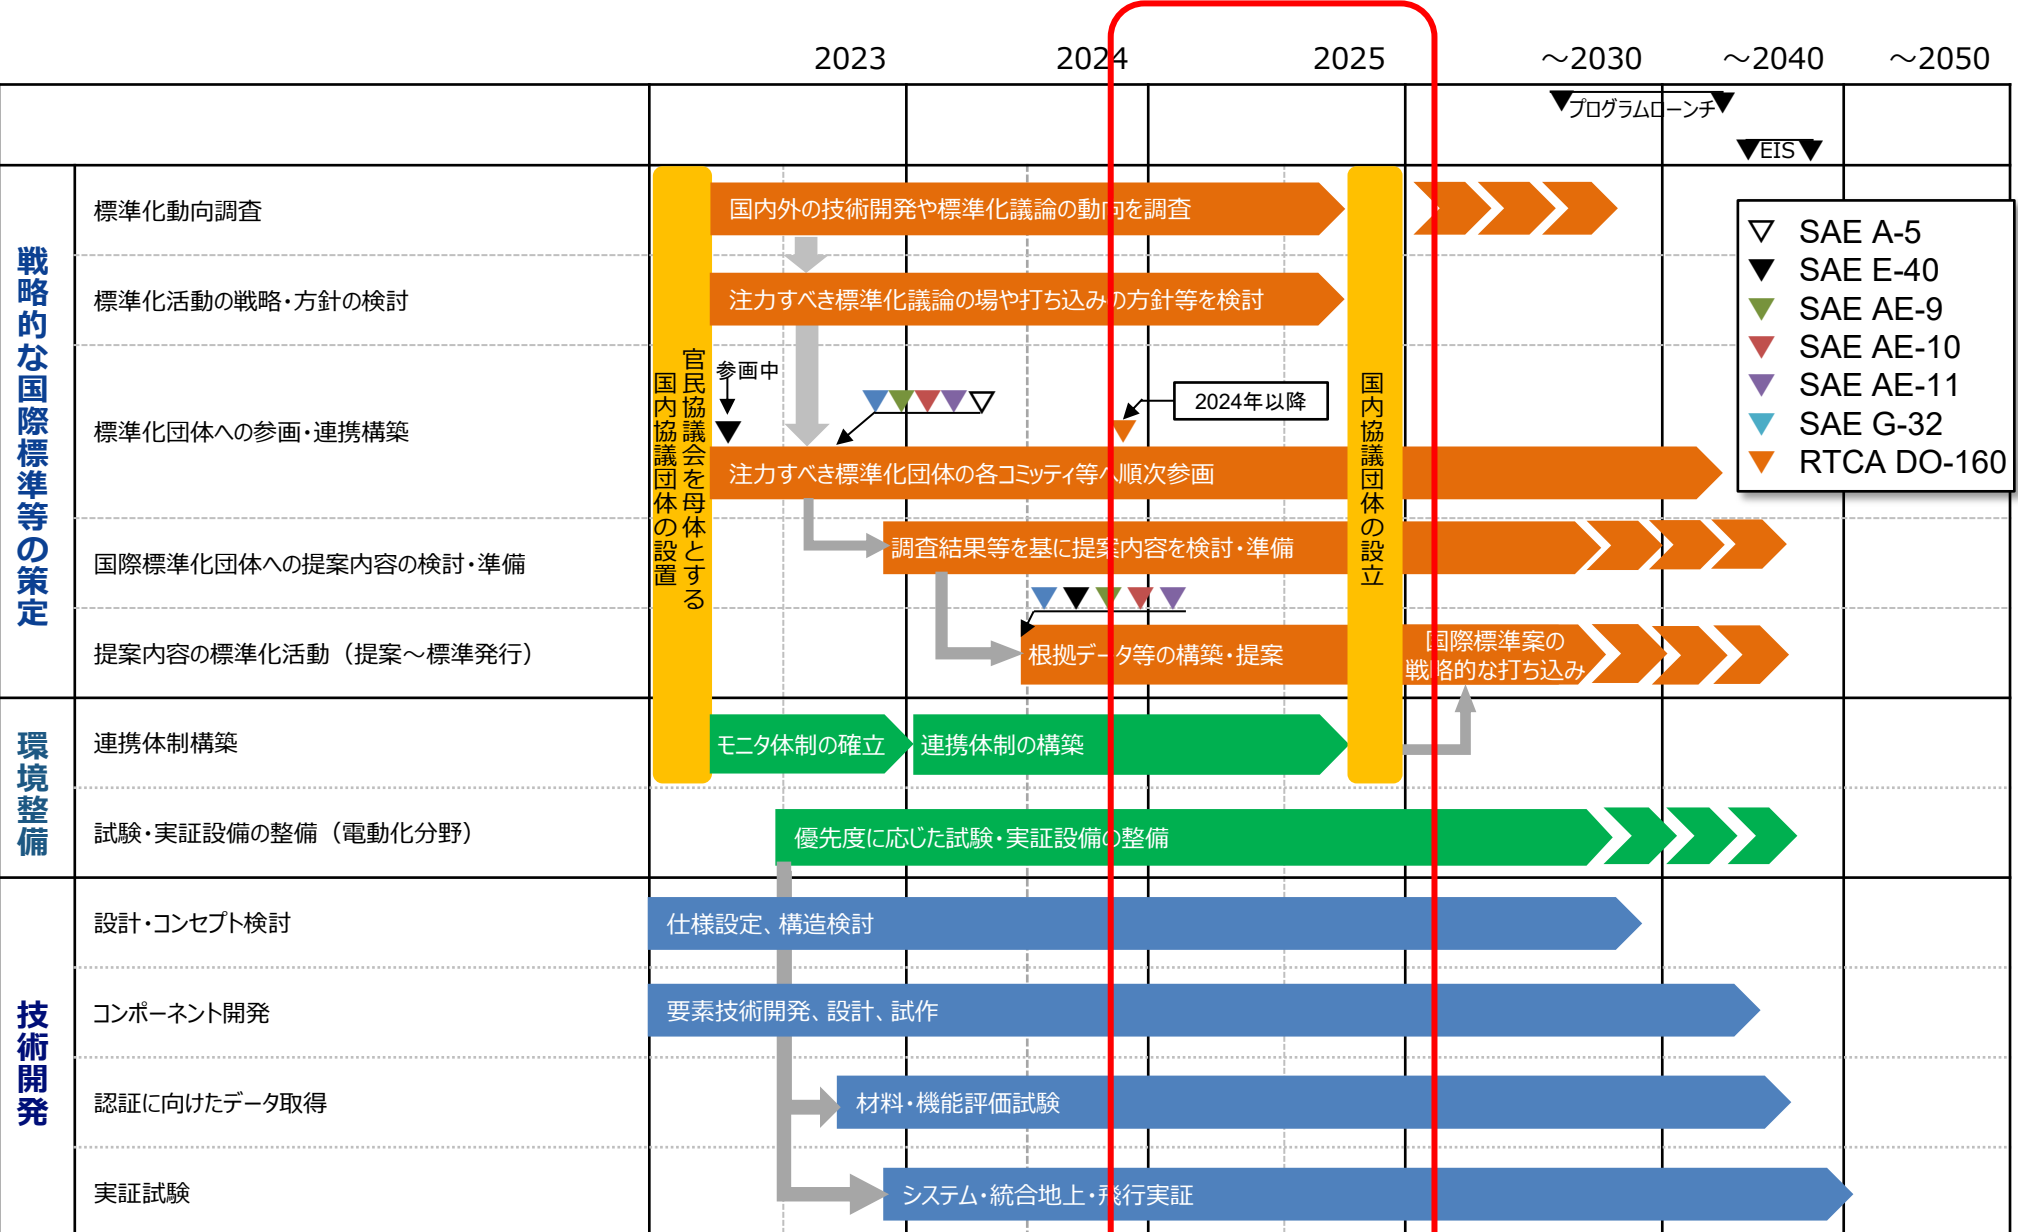 2023
2024
2025
～2030
～2040
～2050
プログラムローンチ
EIS
戦略的な国際標準等の策定
標準化動向調査
国内外の技術開発や標準化議論の動向を調査
標準化活動の戦略・方針の検討
注力すべき標準化議論の場や打ち込みの方針等を検討
官民協議会を母体とする
国内協議団体の設置
標準化団体への参画・連携構築
参画中
2024年以降
注力すべき標準化団体の各コミッティ等へ順次参画
国内協議団体の設立
国際標準化団体への提案内容の検討・準備
調査結果等を基に提案内容を検討・準備
提案内容の標準化活動（提案～標準発行）
根拠データ等の構築・提案
国際標準案の
戦略的な打ち込み
SAE A-5
SAE E-40
SAE AE-9
SAE AE-10
SAE AE-11
SAE G-32
RTCA DO-160
環境整備
連携体制構築
モニタ体制の確立
連携体制の構築
試験・実証設備の整備（電動化分野）
優先度に応じた試験・実証設備の整備
技術開発
設計・コンセプト検討
仕様設定、構造検討
コンポーネント開発
要素技術開発、設計、試作
認証に向けたデータ取得
材料・機能評価試験
実証試験
システム・統合地上・飛行実証